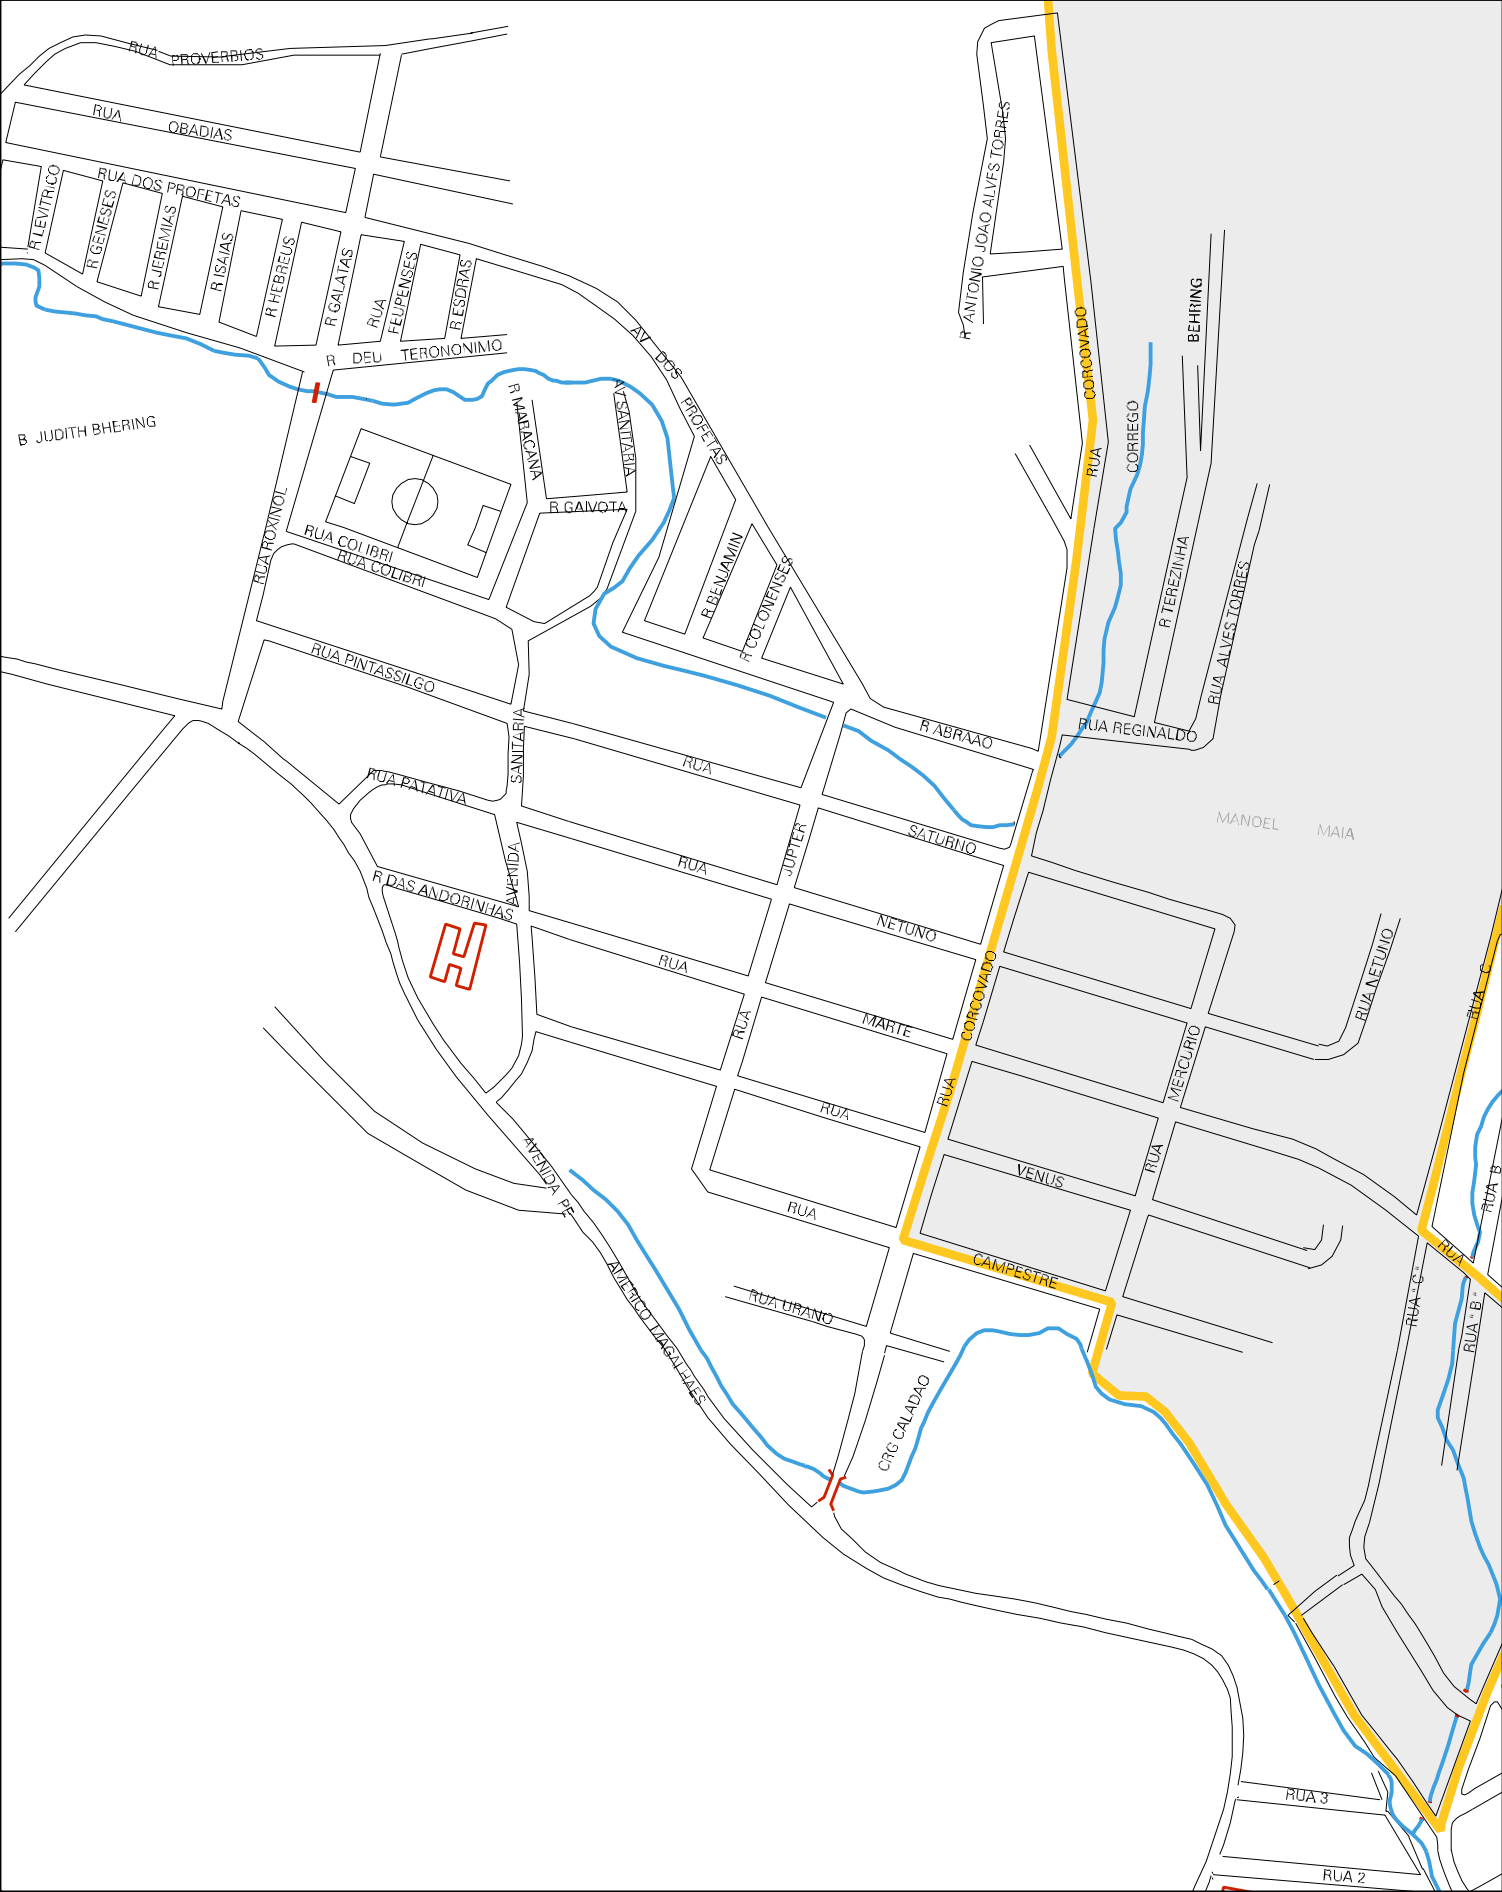 RUA PROVERBIOS
RUA OBADIAS
RUA DOS PROFETAS
R LEVITRICO
R GENESES
R JEREMIAS
R ISAIAS
R HEBREUS
R GALATAS
RUA FEUPENSES
R ESDRAS
R DEU TERONONIMO
AV DOS PROFETAS
R ANTONIO JOAO ALVES TORRES
RUA CORCOVADO
BEHRING
CORREGO
B JUDITH BHERING
R MARACANA
AV SANITARIA
R GAIVOTA
RUA ROXINOL
RUA COLIBRI
RUA COLIBRI
R BENJAMIN
R COLONENSES
R TEREZINHA
RUA ALVES TORRES
RUA PINTASSILGO
R ABRAAO
RUA REGINALDO
RUA PATATIVA
AVENIDA SANITARIA
RUA SATURNO
MANOEL MAIA
RUA JUPTER
R DAS ANDORINHAS
RUA NETUNO
RUA NETUNO
RUA MARTE
RUA CORCOVADO
RUA MERCURIO
RUA C
RUA VENUS
RUA B
RUA CAMPESTRE
RUA
RUA URANO
RUA "C"
RUA "B"
AVENIDA PE AMERICO MAGALHAES
CRG CALADAO
RUA 3
RUA 2